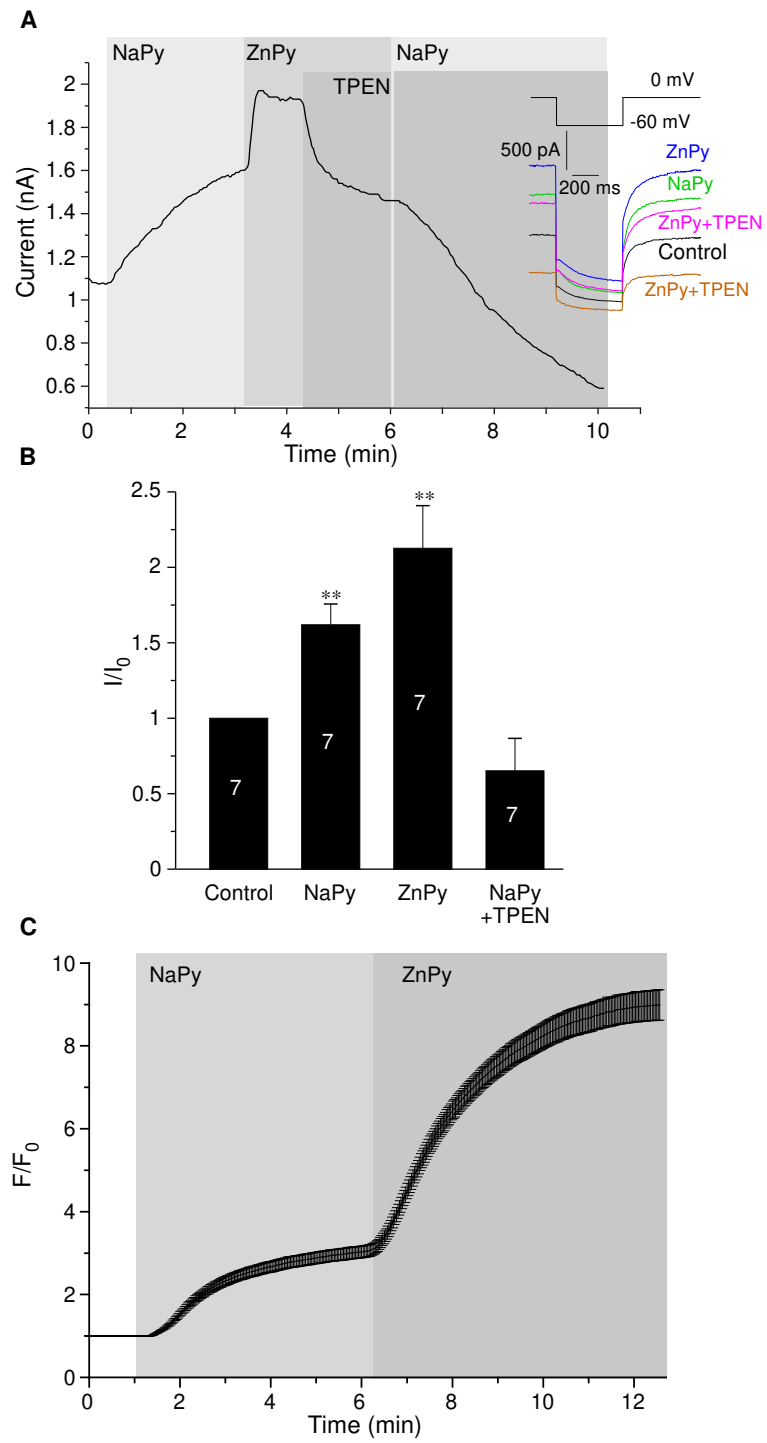 A
NaPy
ZnPy
NaPy
TPEN
2
1.8
1.6
1.4
1.2
1
0.8
0.6
Current (nA)
0
2
4
6
8
10
Time (min)
0 mV
-60 mV
500 pA
200 ms
ZnPy
NaPy
ZnPy+TPEN
Control
ZnPy+TPEN
B
2.5
2
1.5
1
0.5
0
I/I0
**
**
7
7
7
7
Control
NaPy
ZnPy
NaPy
+TPEN
C
NaPy
ZnPy
10
8
6
4
2
0
F/F0
0
2
4
6
8
10
12
Time (min)